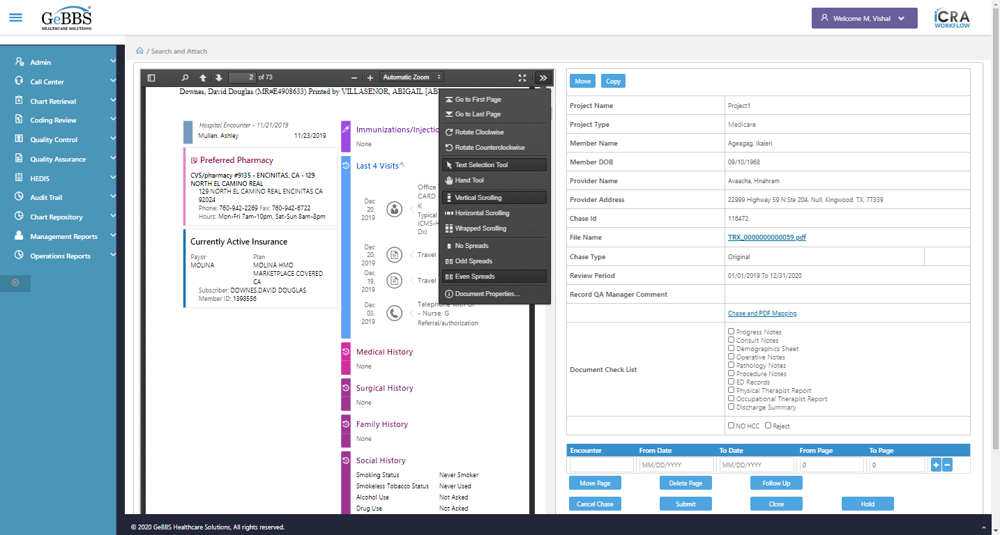 GeBBS
HEALTHCARE SOLUTIONS
Welcome M, Vishal
iCRA
WORKFLOW
Admin
Call Center
Chart Retrieval
Coding Review
Quality Control
Quality Assurance
HEDIS
Audit Trail
Chart Repository
Management Reports
Operations Reports
/ Search and Attach
2 of 73
Automatic Zoom
Downes, David Douglas (MR#E4908633) Printed by VILLASENOR, ABIGAIL [AB
Hospital Encounter - 11/21/2019
Mullen, Ashley 11/23/2019
Preferred Pharmacy
CVS/pharmacy #9135 - ENCINITAS, CA - 129
NORTH EL CAMINO REAL
129 NORTH EL CAMINO REAL ENCINITAS CA
92024
Phone: 760-942-2269 Fax: 760-942-6722
Hours: Mon-Fri 7am-10pm, Sat-Sun 8am-8pm
Currently Active Insurance
Payor Plan
MOLINA MOLINA HMO
MARKETPLACE COVERED
CA
Subscriber: DOWNES,DAVID DOUGLAS
Member ID: 1398556
Immunizations/Injectio
None
Last 4 Visits
Dec
20,
2019
Office
CARD
K
Typical
(CMS-H
Dx)
Dec
20,
2019
Travel
Dec
19,
2019
Travel
Dec
03,
2019
Telephone with
- Nurse, G
Referral/authorization
Medical History
None
Surgical History
None
Family History
None
Social History
Smoking Status Never Smoker
Smokeless Tobacco Status Never Used
Alcohol Use Not Asked
Drug Use Not Asked
Go to First Page
Go to Last Page
Rotate Clockwise
Rotate Counterclockwise
Text Selection Tool
Hand Tool
Vertical Scrolling
Horizontal Scrolling
Wrapped Scrolling
No Spreads
Odd Spreads
Even Spreads
Document Properties...
Move Copy
Project Name Project1
Project Type Medicare
Member Name Ageagag, Ikaieri
Member DOB 09/10/1968
Provider Name Avaacha, Hnahram
Provider Address 22999 Highway 59 N Ste 204, Null, Kingwood, TX, 77339
Chase Id 116472
File Name TRX_0000000000059.pdf
Chase Type Original
Review Period 01/01/2019 To 12/31/2020
Record QA Manager Comment
Chase and PDF Mapping
Document Check List
Progress Notes
Consult Notes
Demographics Sheet
Operative Notes
Pathology Notes
Procedure Notes
ED Records
Physical Therapist Report
Occupational Therapist Report
Discharge Summary
NO HCC Reject
Encounter From Date To Date From Page To Page
MM/DD/YYYY MM/DD/YYYY 0 0
Move Page Delete Page Follow Up
Cancel Chase Submit Close Hold
© 2020 GeBBS Healthcare Solutions, All rights reserved.